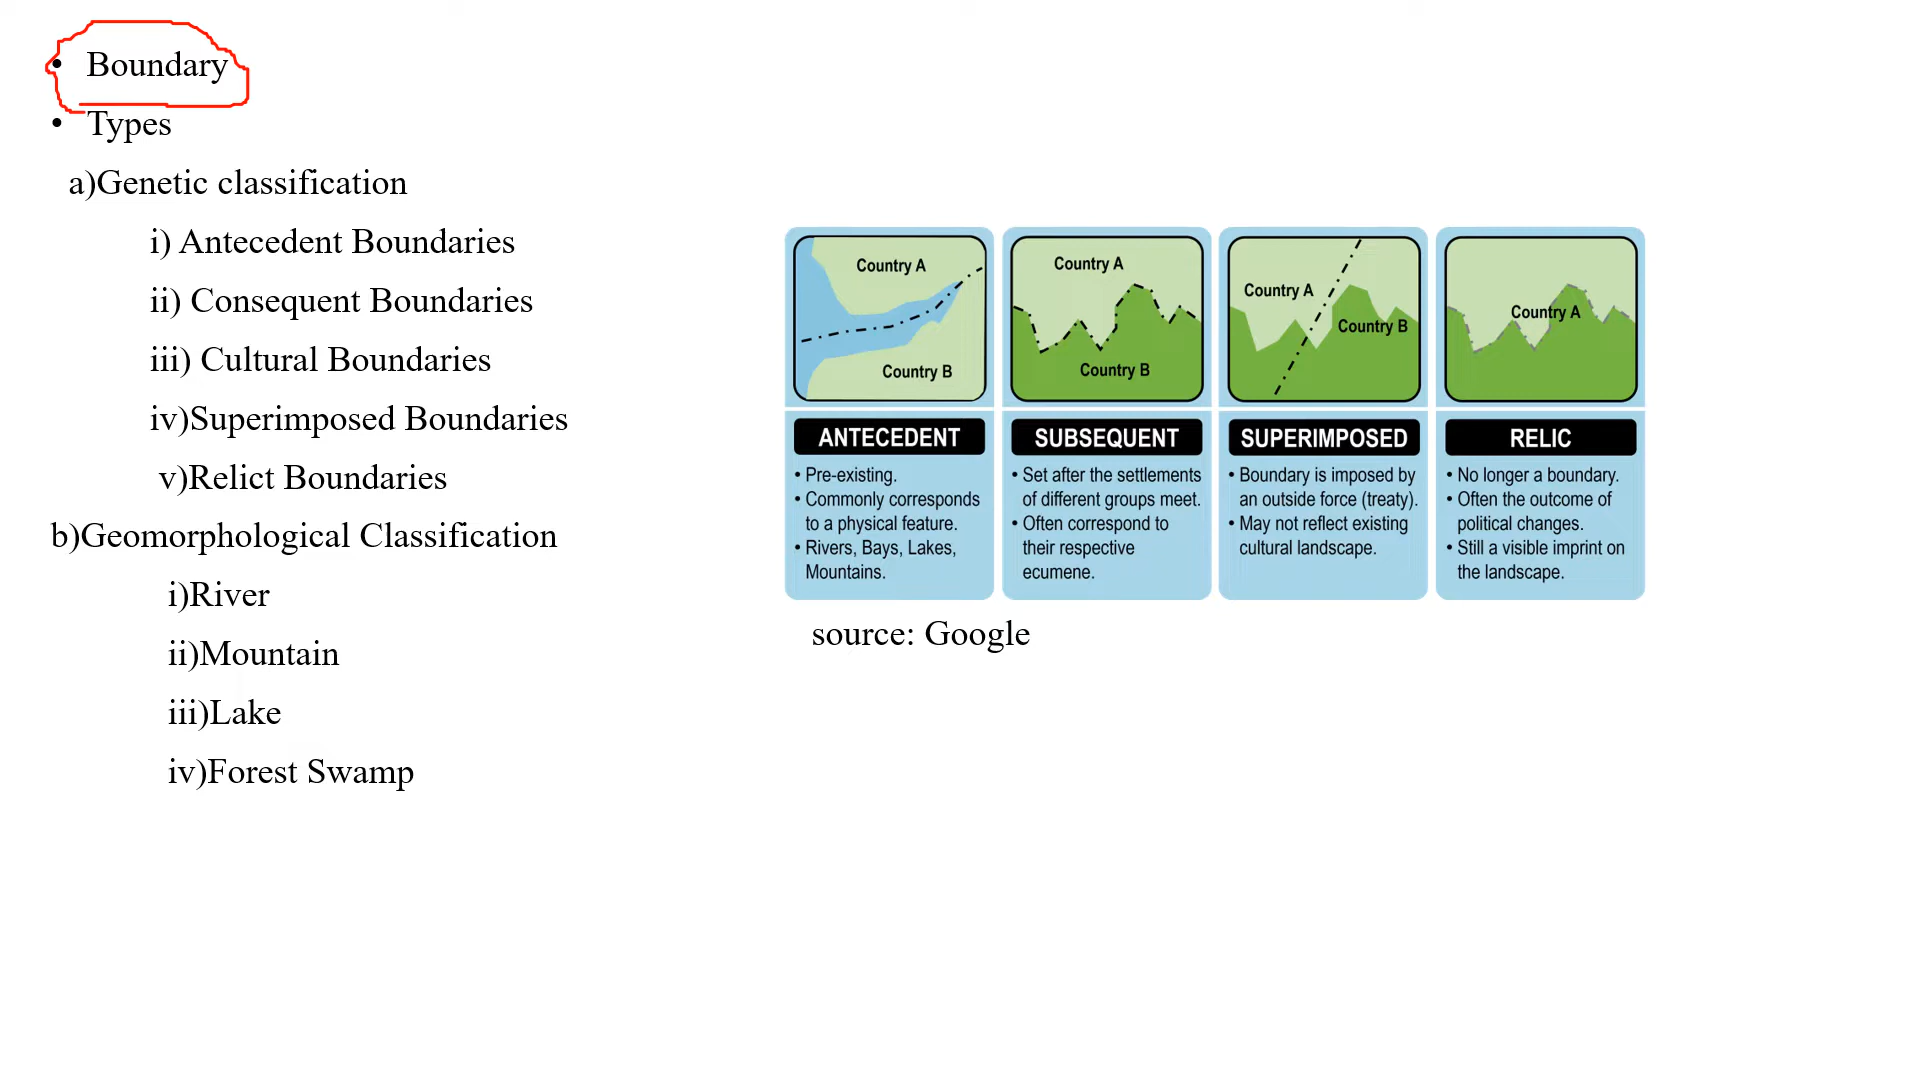 • Boundary
• Types
a)Genetic classification
i) Antecedent Boundaries
ii) Consequent Boundaries
iii) Cultural Boundaries
iv)Superimposed Boundaries
v)Relict Boundaries
b)Geomorphological Classification
i)River
ii)Mountain
iii)Lake
iv)Forest Swamp
Country A
Country B
ANTECEDENT
• Pre-existing.
• Commonly corresponds
to a physical feature.
• Rivers, Bays, Lakes,
Mountains.
Country A
Country B
SUBSEQUENT
• Set after the settlements
of different groups meet.
• Often correspond to
their respective
ecumene.
Country A
Country B
SUPERIMPOSED
• Boundary is imposed by
an outside force (treaty).
• May not reflect existing
cultural landscape.
Country A
RELIC
• No longer a boundary.
• Often the outcome of
political changes.
• Still a visible imprint on
the landscape.
source: Google